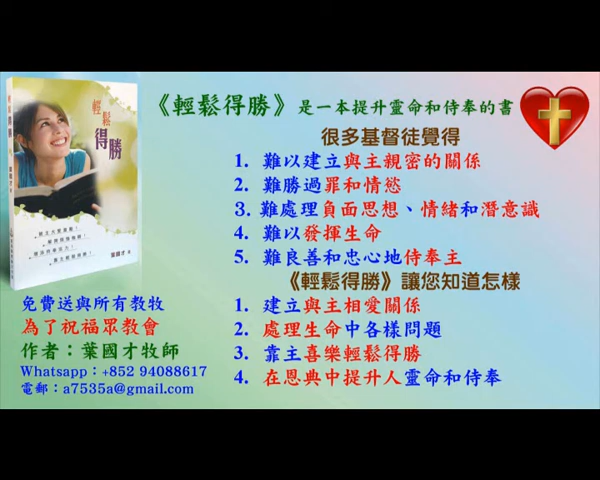 《輕鬆得勝》是一本提升靈命和侍奉的書
很多基督徒覺得
1. 難以建立與主親密的關係
2. 難勝過罪和情慾
3. 難處理負面思想、情緒和潛意識
4. 難以發揮生命
5. 難良善和忠心地侍奉主
《輕鬆得勝》讓您知道怎樣
1. 建立與主相愛關係
2. 處理生命中各樣問題
3. 靠主喜樂輕鬆得勝
4. 在恩典中提升人靈命和侍奉
輕鬆
得勝
葉國才 著
輕鬆得勝
免費送與所有教牧
為了祝福眾教會
作者：葉國才牧師
Whatsapp：+852 94088617
電郵：a7535a@gmail.com